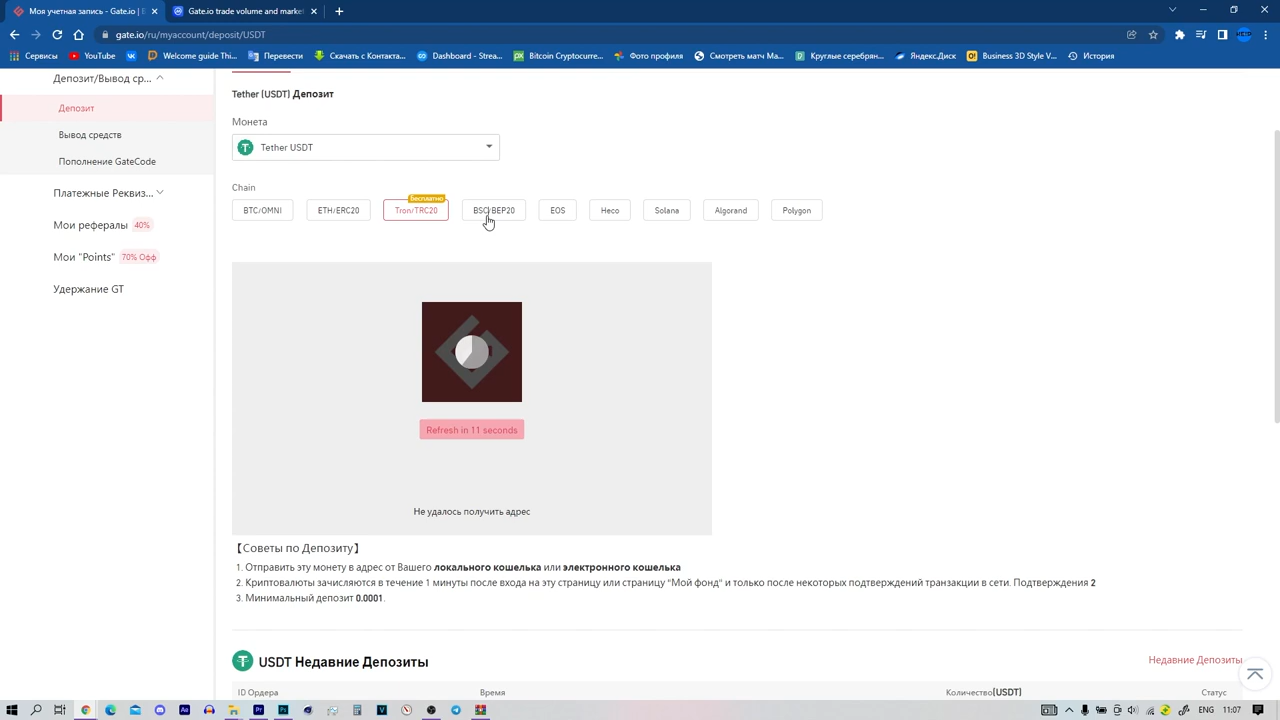 Моя учетная запись - | E
Gate.io trade volume and market
gate.io/ru/myaccount/deposit/USDT
Сервисы
YouTube
VK
Welcome guide Thin...
Перевести
Скачать с Контакта...
Dashboard - Strea...
Bitcoin Cryptocurre...
Фото профиля
Смотреть матч Ма...
Круглые серебрян...
Яндекс.Диск
Business 3D Style V...
История
Депозит/Вывод ср...
Депозит
Вывод средств
Пополнение GateCode
Платежные Реквиз...
Мои рефералы 40%
Мои "Points" 70% Офф
Удержание GT
Tether (USDT) Депозит
Монета
Tether USDT
Chain
Бесплатно
BTC/OMNI
ETH/ERC20
Tron/TRC20
BSC/BEP20
EOS
Heco
Solana
Algorand
Polygon
Refresh in 11 seconds
Не удалось получить адрес
【Советы по Депозиту】
1. Отправить эту монету в адрес от Вашего локального кошелька или электронного кошелька
2. Криптовалюты зачисляются в течение 1 минуты после входа на эту страницу или страницу "Мой фонд" и только после некоторых подтверждений транзакции в сети. Подтверждения 2
3. Минимальный депозит 0.0001.
USDT Недавние Депозиты
Недавние Депозиты
ID Ордера
Время
Количество(USDT)
Статус
ENG
11:07